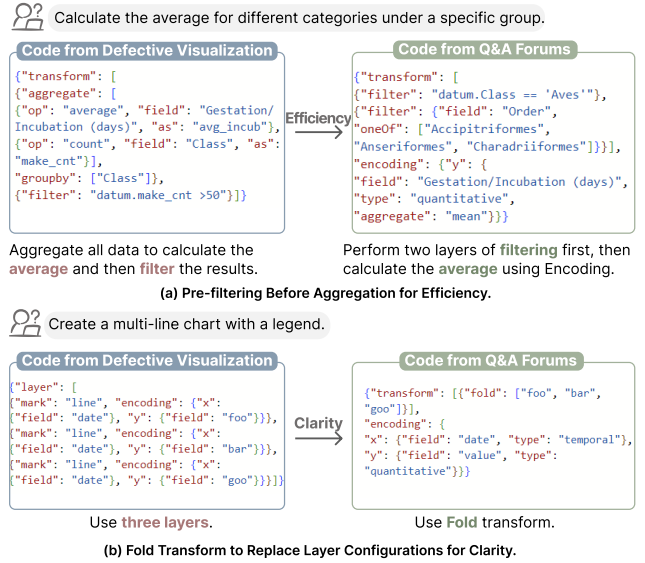 Calculate the average for different categories under a specific group.
Code from Defective Visualization
{"transform": [
{"aggregate": [
{"op": "average", "field": "Gestation/
Incubation (days)", "as": "avg_incub"},
{"op": "count", "field": "Class", "as":
"make_cnt"}],
"groupby": ["Class"]},
{"filter": "datum.make_cnt >50"}]}
Efficiency
Code from Q&A Forums
{"transform": [
{"filter": "datum.Class == 'Aves'"},
{"filter": {"field": "Order",
"oneOf": ["Accipitriformes",
"Anseriformes", "Charadriiformes"]}}],
"encoding": {"y": {
"field": "Gestation/Incubation (days)",
"type": "quantitative",
"aggregate": "mean"}}}
Aggregate all data to calculate the
average and then filter the results.
Perform two layers of filtering first, then
calculate the average using Encoding.
(a) Pre-filtering Before Aggregation for Efficiency.
Create a multi-line chart with a legend.
Code from Defective Visualization
{"layer": [
{"mark": "line", "encoding": {"x":
{"field": "date"}, "y": {"field": "foo"}}},
{"mark": "line", "encoding": {"x":
{"field": "date"}, "y": {"field": "bar"}}},
{"mark": "line", "encoding": {"x":
{"field": "date"}, "y": {"field": "goo"}}}]}
Clarity
Code from Q&A Forums
{"transform": [{"fold": ["foo", "bar",
"goo"]}],
"encoding": {
"x": {"field": "date", "type": "temporal"},
"y": {"field": "value", "type":
"quantitative"}}}
Use three layers.
Use Fold transform.
(b) Fold Transform to Replace Layer Configurations for Clarity.